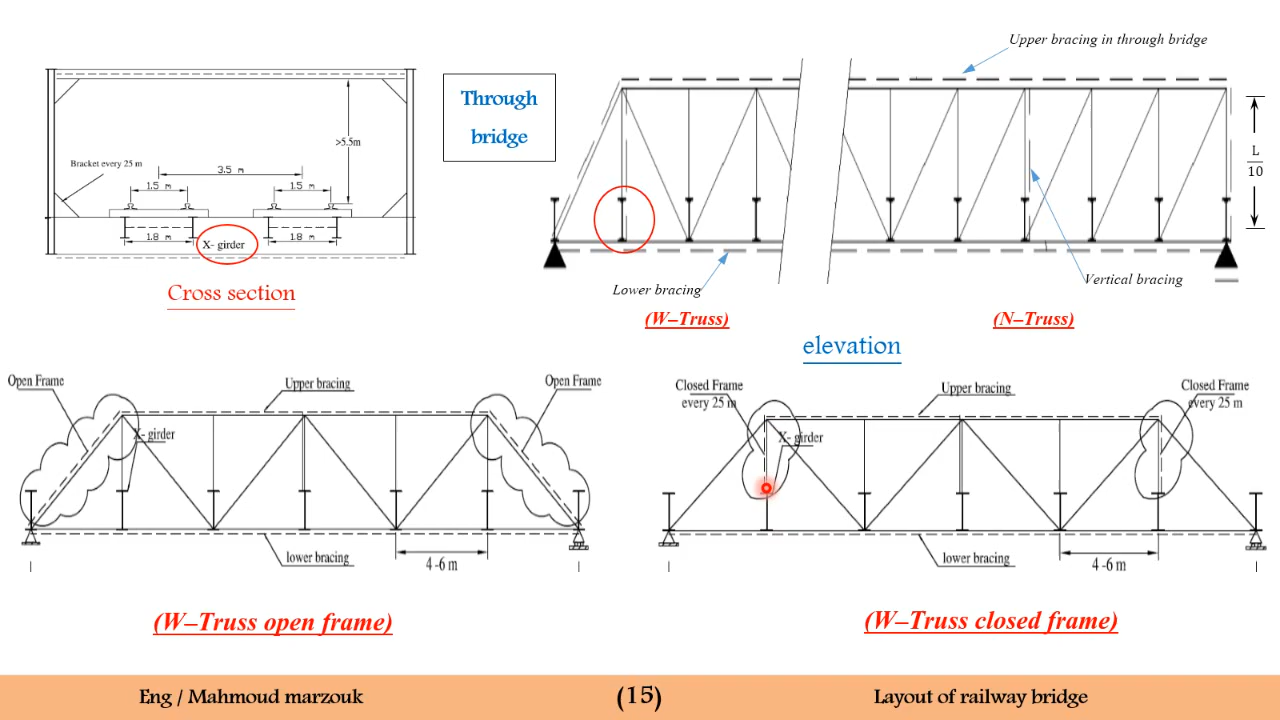 Through
bridge
>5.5m
Bracket every 25 m
3.5 m
1.5 m
1.5 m
1.8 m
X- girder
1.8 m
Cross section
Upper bracing in through bridge
L
10
Lower bracing
Vertical bracing
(W–Truss)
(N–Truss)
elevation
Open Frame
Upper bracing
Open Frame
X- girder
lower bracing
4 -6 m
(W–Truss open frame)
Closed Frame
every 25 m
Upper bracing
Closed Frame
every 25 m
X- girder
lower bracing
4 -6 m
(W–Truss closed frame)
Eng / Mahmoud marzouk
(15)
Layout of railway bridge